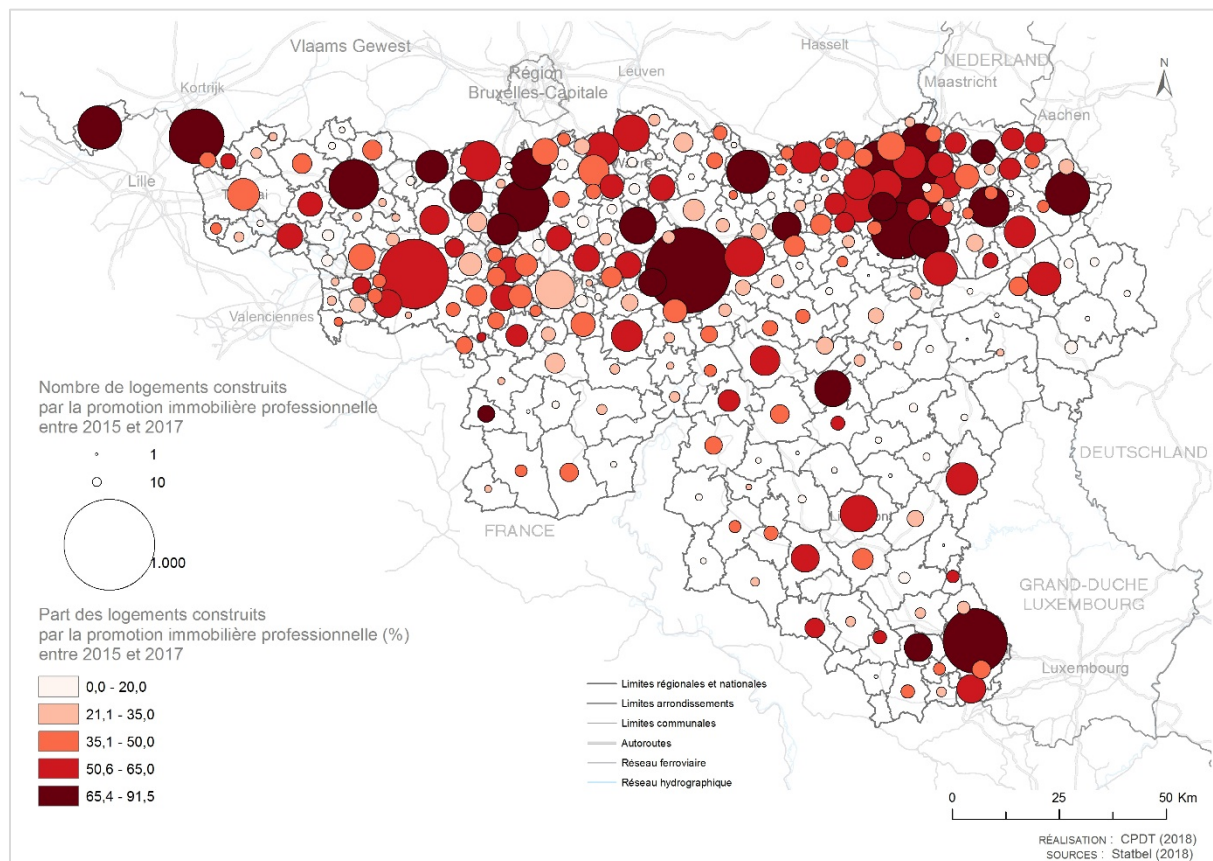 Vlaams Gewest
Hasselt
NEDERLAND
Maastricht
N
Kortrijk
Région
Bruxelles-Capitale
Leuven
Aachen
Lille
Valenciennes
Nombre de logements construits
par la promotion immobilière professionnelle
entre 2015 et 2017
1
10
1.000
DEUTSCHLAND
FRANCE
GRAND-DUCHE
LUXEMBOURG
Luxembourg
Part des logements construits
par la promotion immobilière professionnelle (%)
entre 2015 et 2017
0,0 - 20,0
21,1 - 35,0
35,1 - 50,0
50,6 - 65,0
65,4 - 91,5
Limites régionales et nationales
Limites arrondissements
Limites communales
Autoroutes
Réseau ferroviaire
Réseau hydrographique
0 25 50 Km
RÉALISATION : CPDT (2018)
SOURCES : Statbel (2018)